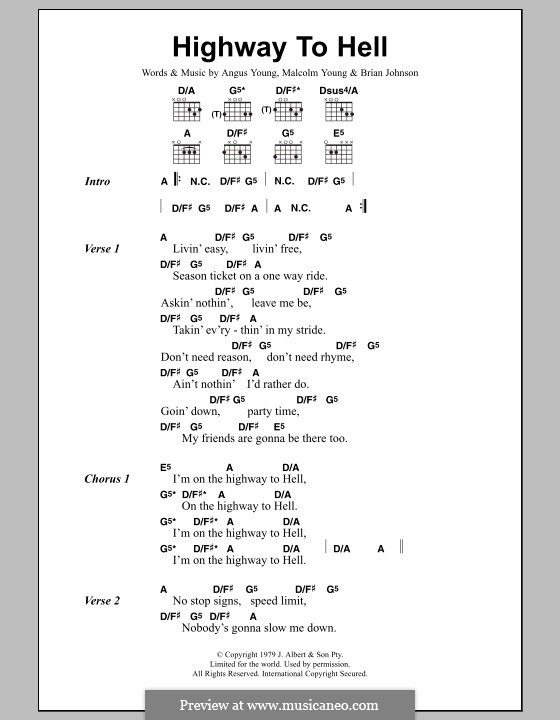 Highway To Hell
Words & Music by Angus Young, Malcolm Young & Brian Johnson
D/A G5* D/F♯* Dsus4/A
(T) (T)
A D/F♯ G5 E5
Intro A N.C. D/F♯ G5 N.C. D/F♯ G5
D/F♯ G5 D/F♯ A A N.C. A
A D/F♯ G5 D/F♯ G5
Verse 1 Livin' easy, livin' free,
D/F♯ G5 D/F♯ A
Season ticket on a one way ride.
D/F♯ G5 D/F♯ G5
Askin' nothin', leave me be,
D/F♯ G5 D/F♯ A
Takin' ev'ry - thin' in my stride.
D/F♯ G5 D/F♯ G5
Don't need reason, don't need rhyme,
D/F♯ G5 D/F♯ A
Ain't nothin' I'd rather do.
D/F♯ G5 D/F♯ G5
Goin' down, party time,
D/F♯ G5 D/F♯ E5
My friends are gonna be there too.
E5 A D/A
Chorus 1 I'm on the highway to Hell,
G5* D/F♯* A D/A
On the highway to Hell.
G5* D/F♯* A D/A
I'm on the highway to Hell,
G5* D/F♯* A D/A D/A A
I'm on the highway to Hell.
A D/F♯ G5 D/F♯ G5
Verse 2 No stop signs, speed limit,
D/F♯ G5 D/F♯ A
Nobody's gonna slow me down.
© Copyright 1979 J. Albert & Son Pty.
Limited for the world. Used by permission.
All Rights Reserved. International Copyright Secured.
Preview at www.musicaneo.com